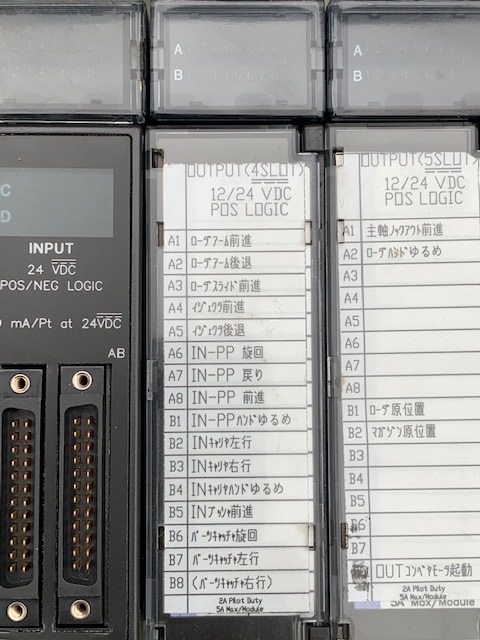 A 12345678
B 12345678
A 12345678
B 12345678
C
D
INPUT
24 VDC
POS/NEG LOGIC
mA/Pt at 24VDC
AB
OUTPUT(4SLOT)
12/24 VDC
POS LOGIC
A1 ローダアーム前進
A2 ローダアーム後退
A3 ローダスライド前進
A4 イジェクタ前進
A5 イジェクタ後退
A6 IN-PP 旋回
A7 IN-PP 戻り
A8 IN-PP 前進
B1 IN-PPハンドゆるめ
B2 INキャリヤ左行
B3 INキャリヤ右行
B4 INキャリヤハンドゆるめ
B5 INプッシャ前進
B6 パーツキャッチャ旋回
B7 パーツキャッチャ左行
B8 (パーツキャッチャ右行)
2A Pilot Duty
5A Max/Module
OUTPUT(5SLOT)
12/24 VDC
POS LOGIC
A1 主軸ノックアウト前進
A2 ローダハンドゆるめ
A3
A4
A5
A6
A7
A8
B1 ローダ原位置
B2 マガジン原位置
B3
B4
B5
B6
B7
OUTコンベヤモータ起動
2A Pilot Duty
5A Max/Module
5A Max/Module